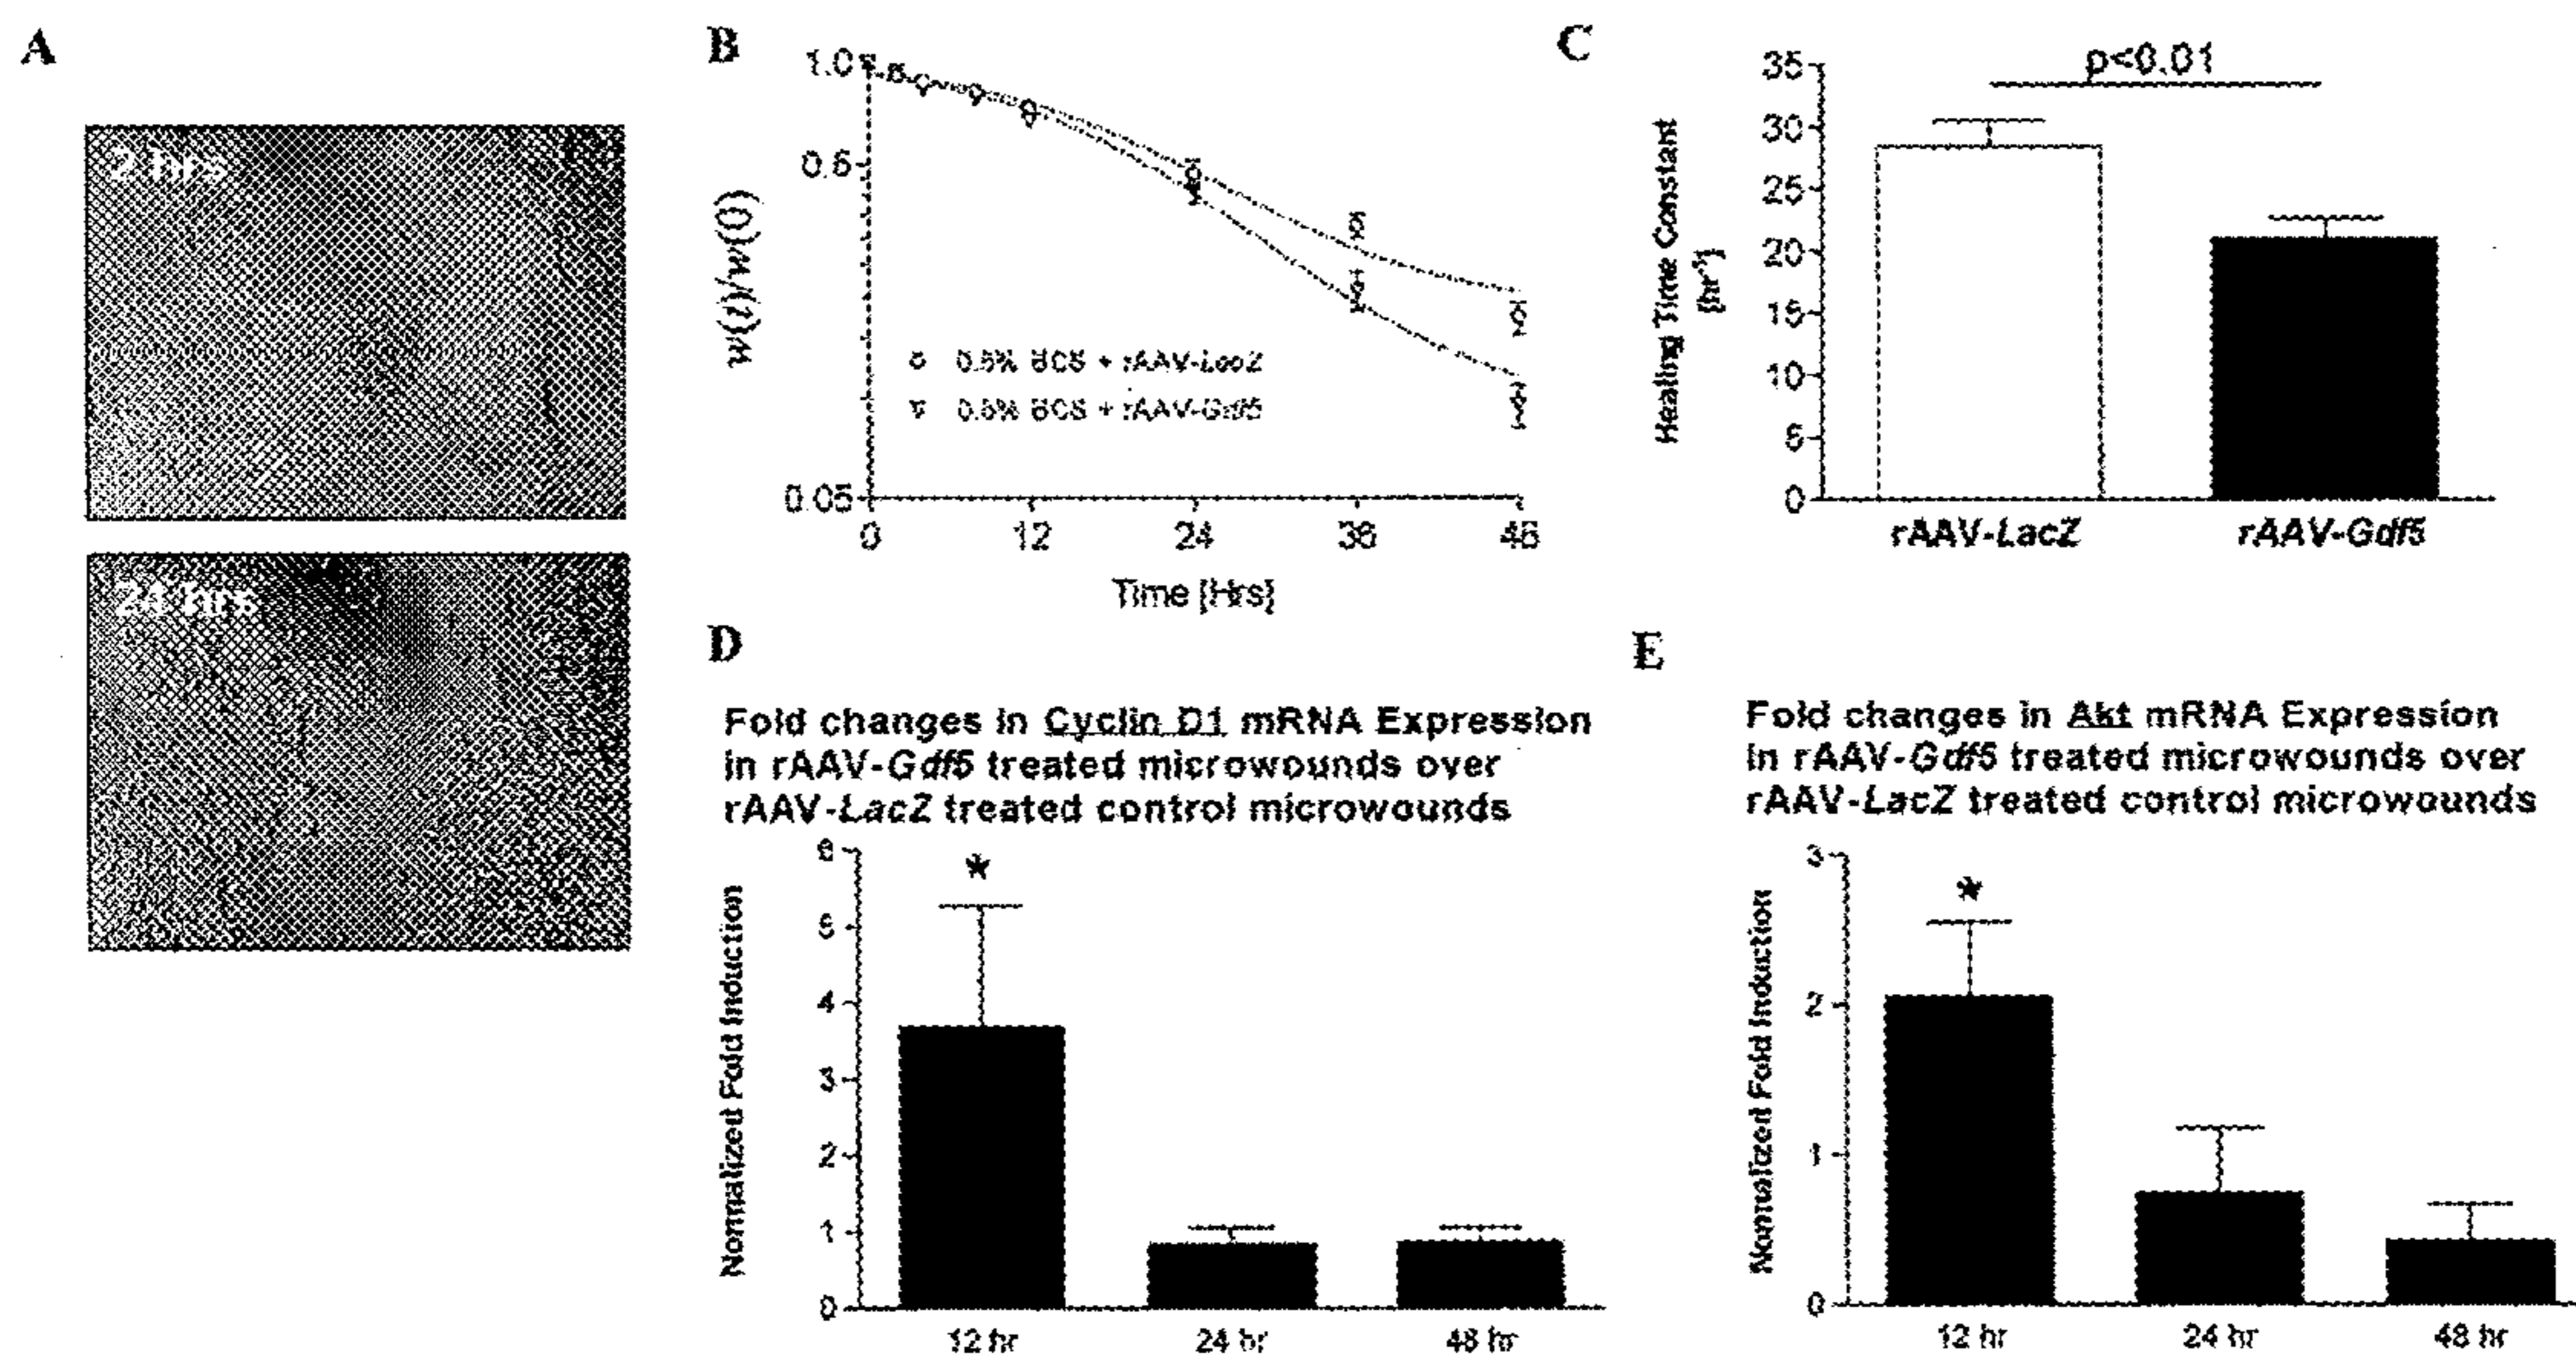 A
2 hrs
24 hrs
B
w(t)/w(0)
1.0
0.5
0.05
0 12 24 36 48
Time [Hrs]
0.5% BCS + rAAV-LacZ
0.5% BCS + rAAV-Gdf5
C
p<0.01
Healing Time Constant
[hr⁻¹]
35
30
25
20
15
10
5
0
rAAV-LacZ rAAV-Gdf5
D
Fold changes in Cyclin D1 mRNA Expression
in rAAV-Gdf5 treated microwounds over
rAAV-LacZ treated control microwounds
Normalized Fold Induction
6
5
4
3
2
1
0
*
12 hr 24 hr 48 hr
E
Fold changes in Akt mRNA Expression
in rAAV-Gdf5 treated microwounds over
rAAV-LacZ treated control microwounds
Normalized Fold Induction
3
2
1
0
*
12 hr 24 hr 48 hr